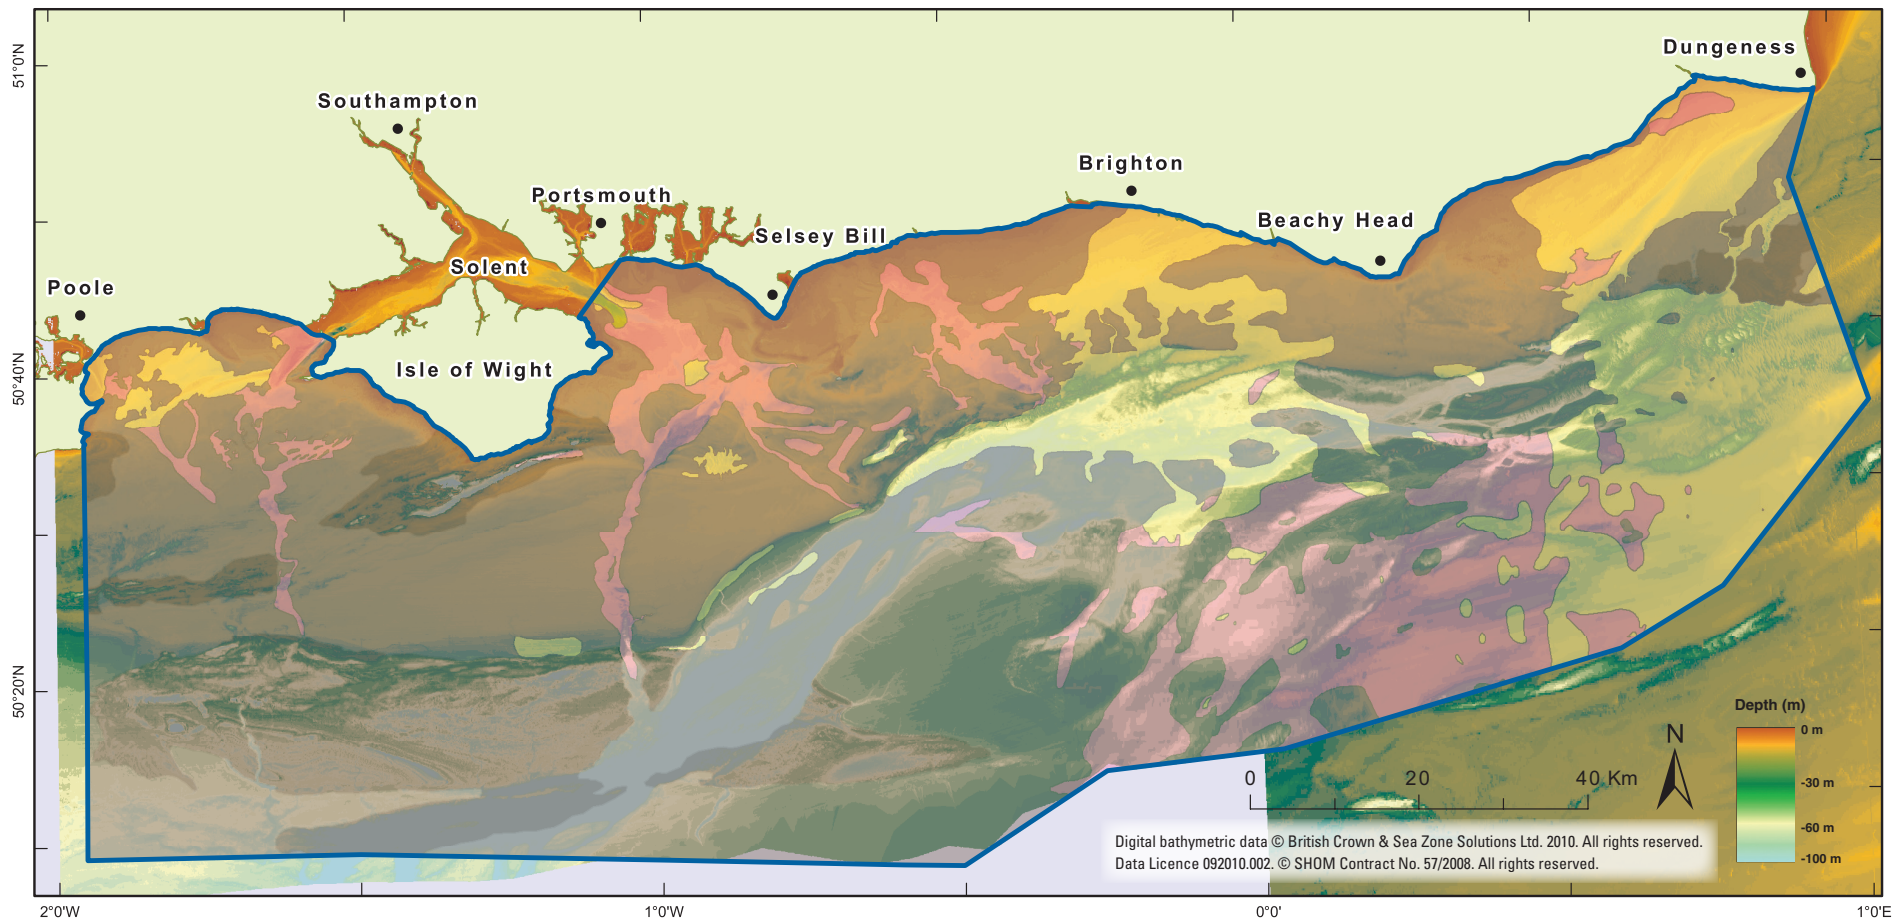 Dungeness
51°0'N
Southampton
Brighton
Portsmouth
Beachy Head
Selsey Bill
Solent
Poole
Isle of Wight
50°40'N
50°20'N
Depth (m)
0 m
-30 m
-60 m
-100 m
N
0 20 40 Km
Digital bathymetric data © British Crown & Sea Zone Solutions Ltd. 2010. All rights reserved.
Data Licence 092010.002. © SHOM Contract No. 57/2008. All rights reserved.
2°0'W 1°0'W 0°0' 1°0'E